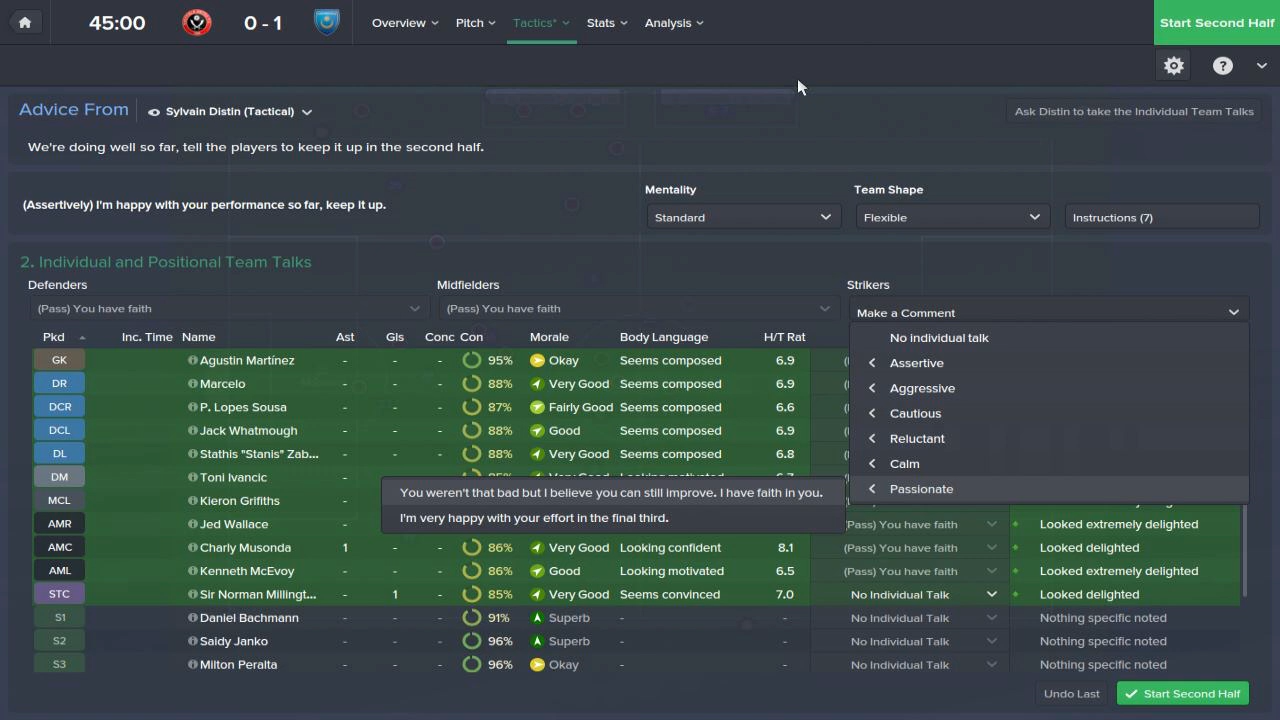 45:00 0 - 1 Overview Pitch Tactics* Stats Analysis Start Second Half
Advice From Sylvain Distin (Tactical) Ask Distin to take the Individual Team Talks
We're doing well so far, tell the players to keep it up in the second half.
Mentality Team Shape
(Assertively) I'm happy with your performance so far, keep it up.
Standard Flexible Instructions (7)
2. Individual and Positional Team Talks
Defenders Midfielders Strikers
(Pass) You have faith (Pass) You have faith Make a Comment
Pkd Inc. Time Name Ast Gls Conc Con Morale Body Language H/T Rat
No individual talk
GK Agustin Martínez - - - 95% Okay Seems composed 6.9
Assertive
DR Marcelo - - - 88% Very Good Seems composed 6.9
Aggressive
DCR P. Lopes Sousa - - - 87% Fairly Good Seems composed 6.6
Cautious
DCL Jack Whatmough - - - 88% Good Seems composed 6.9
Reluctant
DL Stathis "Stanis" Zab... - - - 88% Very Good Seems composed 6.8
Calm
DM Toni Ivancic - - -
Passionate
You weren't that bad but I believe you can still improve. I have faith in you.
MCL Kieron Grifiths -
I'm very happy with your effort in the final third.
AMR Jed Wallace - (Pass) You have faith Looked extremely delighted
AMC Charly Musonda 1 - - 86% Very Good Looking confident 8.1 (Pass) You have faith Looked delighted
AML Kenneth McEvoy - - - 86% Good Looking motivated 6.5 (Pass) You have faith Looked extremely delighted
STC Sir Norman Millingt... - 1 - 85% Very Good Seems convinced 7.0 No Individual Talk Looked delighted
S1 Daniel Bachmann - - - 91% Superb - - No Individual Talk Nothing specific noted
S2 Saidy Janko - - - 96% Superb - - No Individual Talk Nothing specific noted
S3 Milton Peralta - - - 96% Okay - - No Individual Talk Nothing specific noted
Undo Last Start Second Half